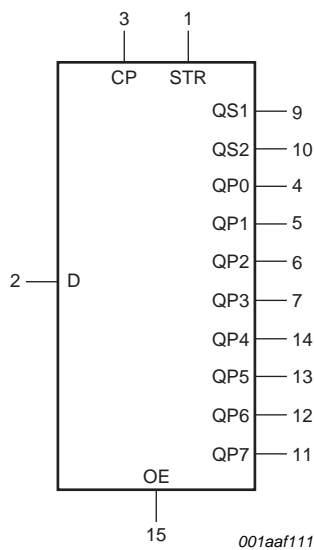 3 1
CP STR
QS1 9
QS2 10
QP0 4
QP1 5
QP2 6
2 D
QP3 7
QP4 14
QP5 13
QP6 12
QP7 11
OE
15
001aaf111